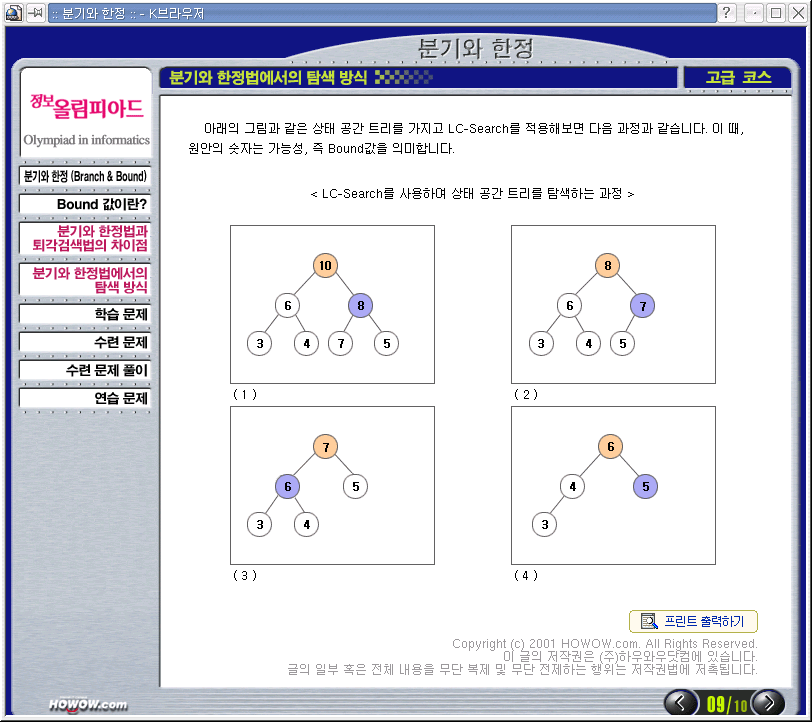 :: 분기와 한정 :: - K브라우저
분기와 한정
정보올림피아드
Olympiad in informatics
분기와 한정 (Branch & Bound)
Bound 값이란?
분기와 한정법과
퇴각검색법의 차이점
분기와 한정법에서의
탐색 방식
학습 문제
수련 문제
수련 문제 풀이
연습 문제
분기와 한정법에서의 탐색 방식
고급 코스
아래의 그림과 같은 상태 공간 트리를 가지고 LC-Search를 적용해보면 다음 과정과 같습니다. 이 때,
원안의 숫자는 가능성, 즉 Bound값을 의미합니다.
< LC-Search를 사용하여 상태 공간 트리를 탐색하는 과정 >
10
6 8
3 4 7 5
( 1 )
8
6 7
3 4 5
( 2 )
7
6 5
3 4
( 3 )
6
4 5
3
( 4 )
프린트 출력하기
Copyright (c) 2001 HOWOW.com. All Rights Reserved.
이 글의 저작권은 (주)하우와우닷컴에 있습니다.
글의 일부 혹은 전체 내용을 무단 복제 및 무단 전제하는 행위는 저작권법에 저촉됩니다.
HOWOW.com
09/10